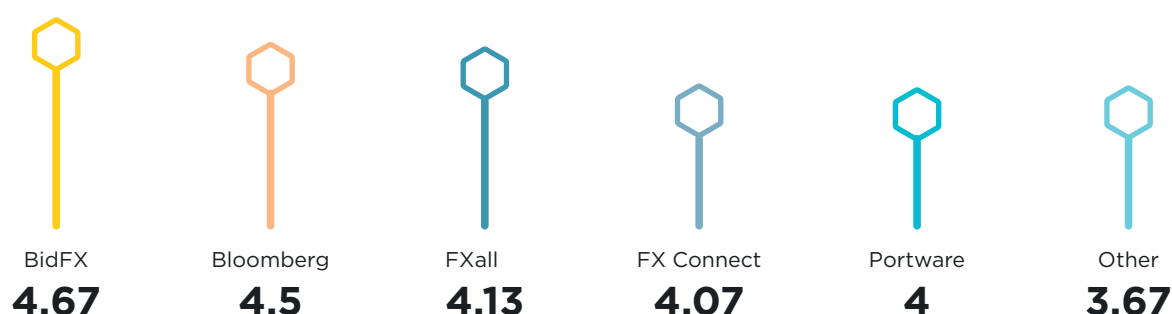 BidFX Bloomberg FXall FX Connect Portware Other
4.67 4.5 4.13 4.07 4 3.67